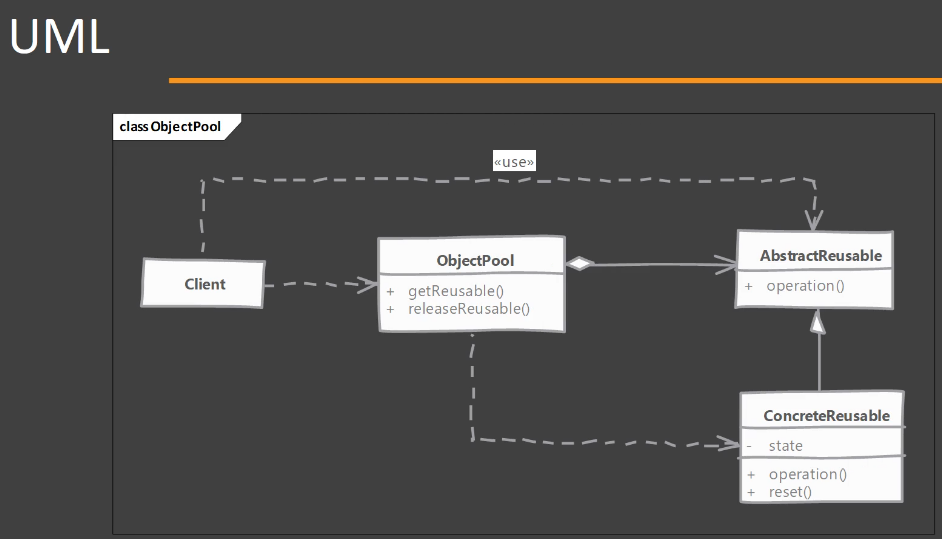 UML
class ObjectPool
«use»
Client
ObjectPool
+ getReusable()
+ releaseReusable()
AbstractReusable
+ operation()
ConcreteReusable
- state
+ operation()
+ reset()